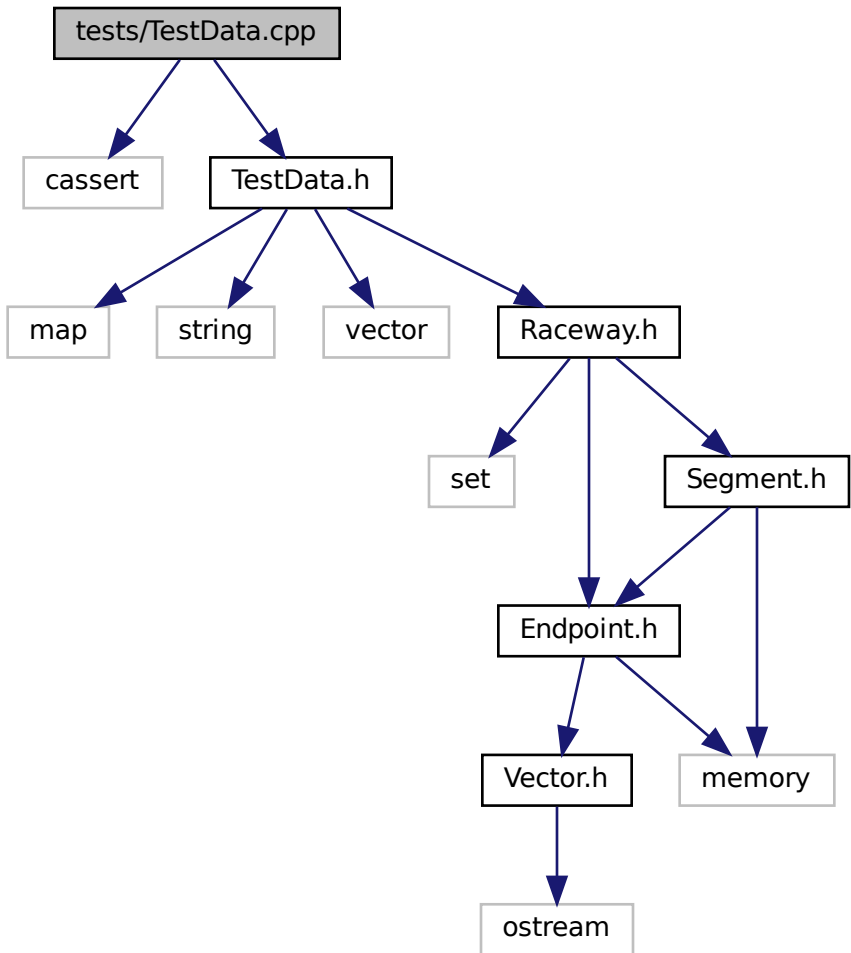 tests/TestData.cpp
cassert
TestData.h
map
string
vector
Raceway.h
set
Segment.h
Endpoint.h
Vector.h
memory
ostream